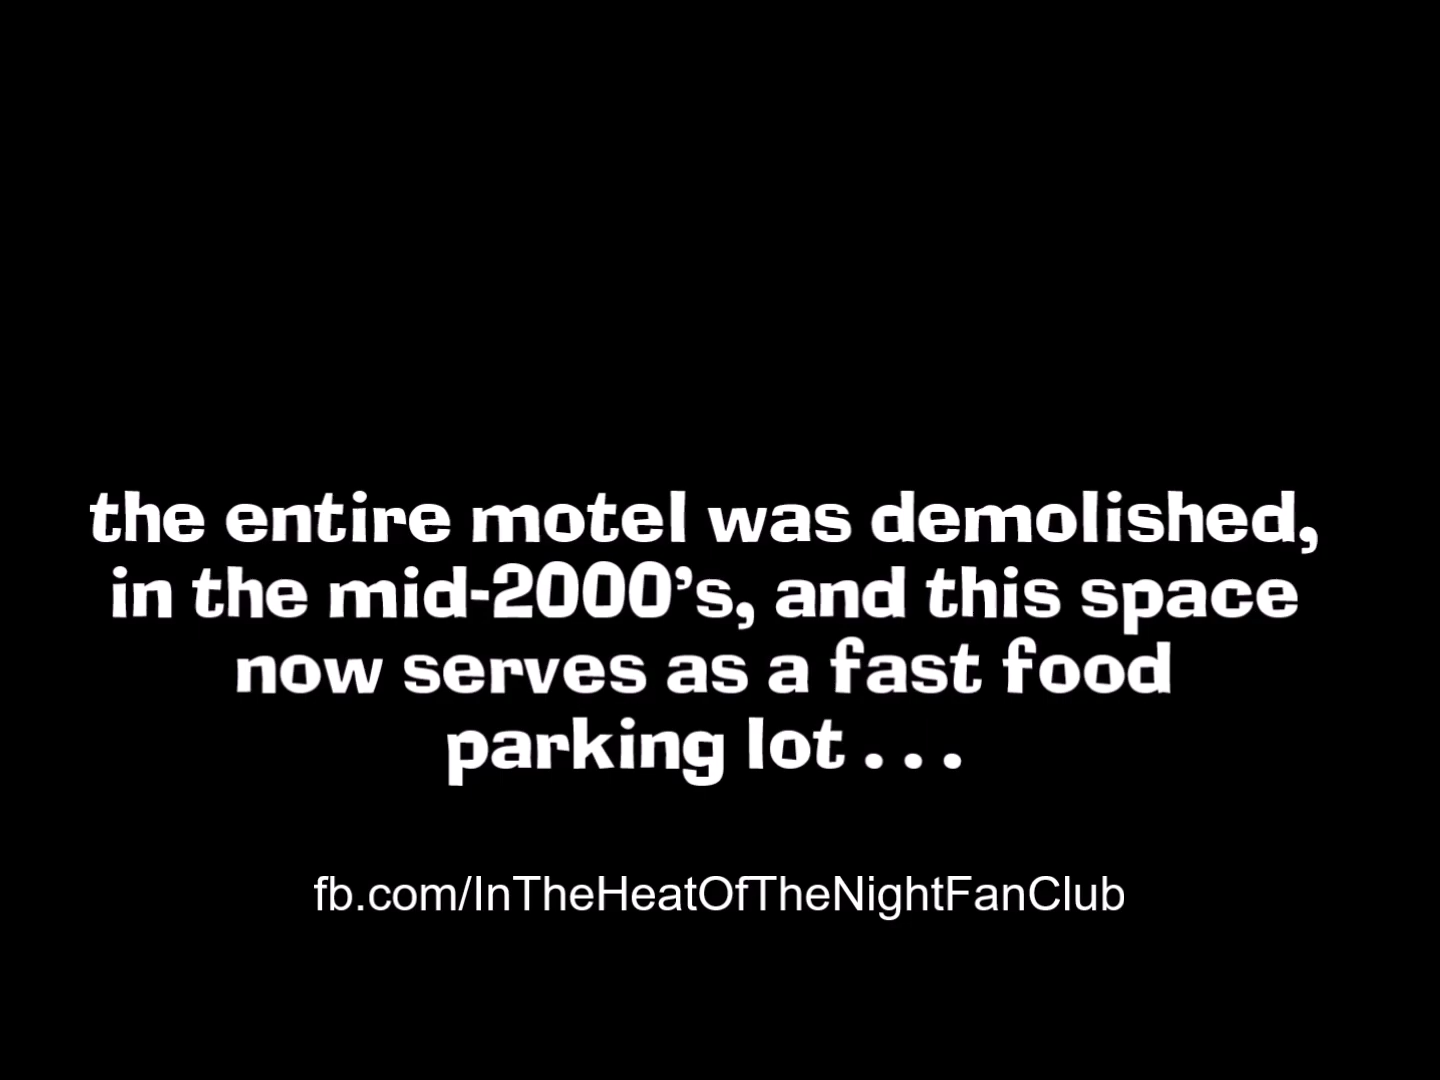 the entire motel was demolished,
in the mid-2000's, and this space
now serves as a fast food
parking lot . . .
fb.com/InTheHeatOfTheNightFanClub